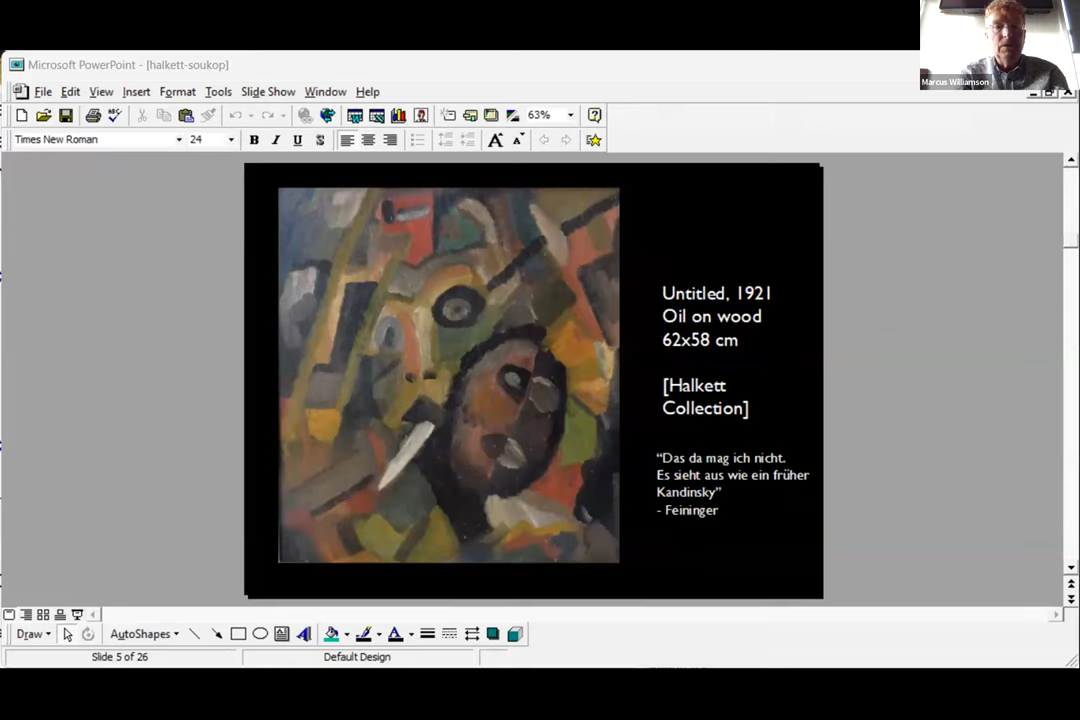 Microsoft PowerPoint - [halkett-soukop]
Marcus Williamson
File Edit View Insert Format Tools Slide Show Window Help
63%
Times New Roman 24 B I U S A A
Untitled, 1921
Oil on wood
62x58 cm
[Halkett
Collection]
“Das da mag ich nicht.
Es sieht aus wie ein früher
Kandinsky”
- Feininger
Draw AutoShapes
Slide 5 of 26 Default Design